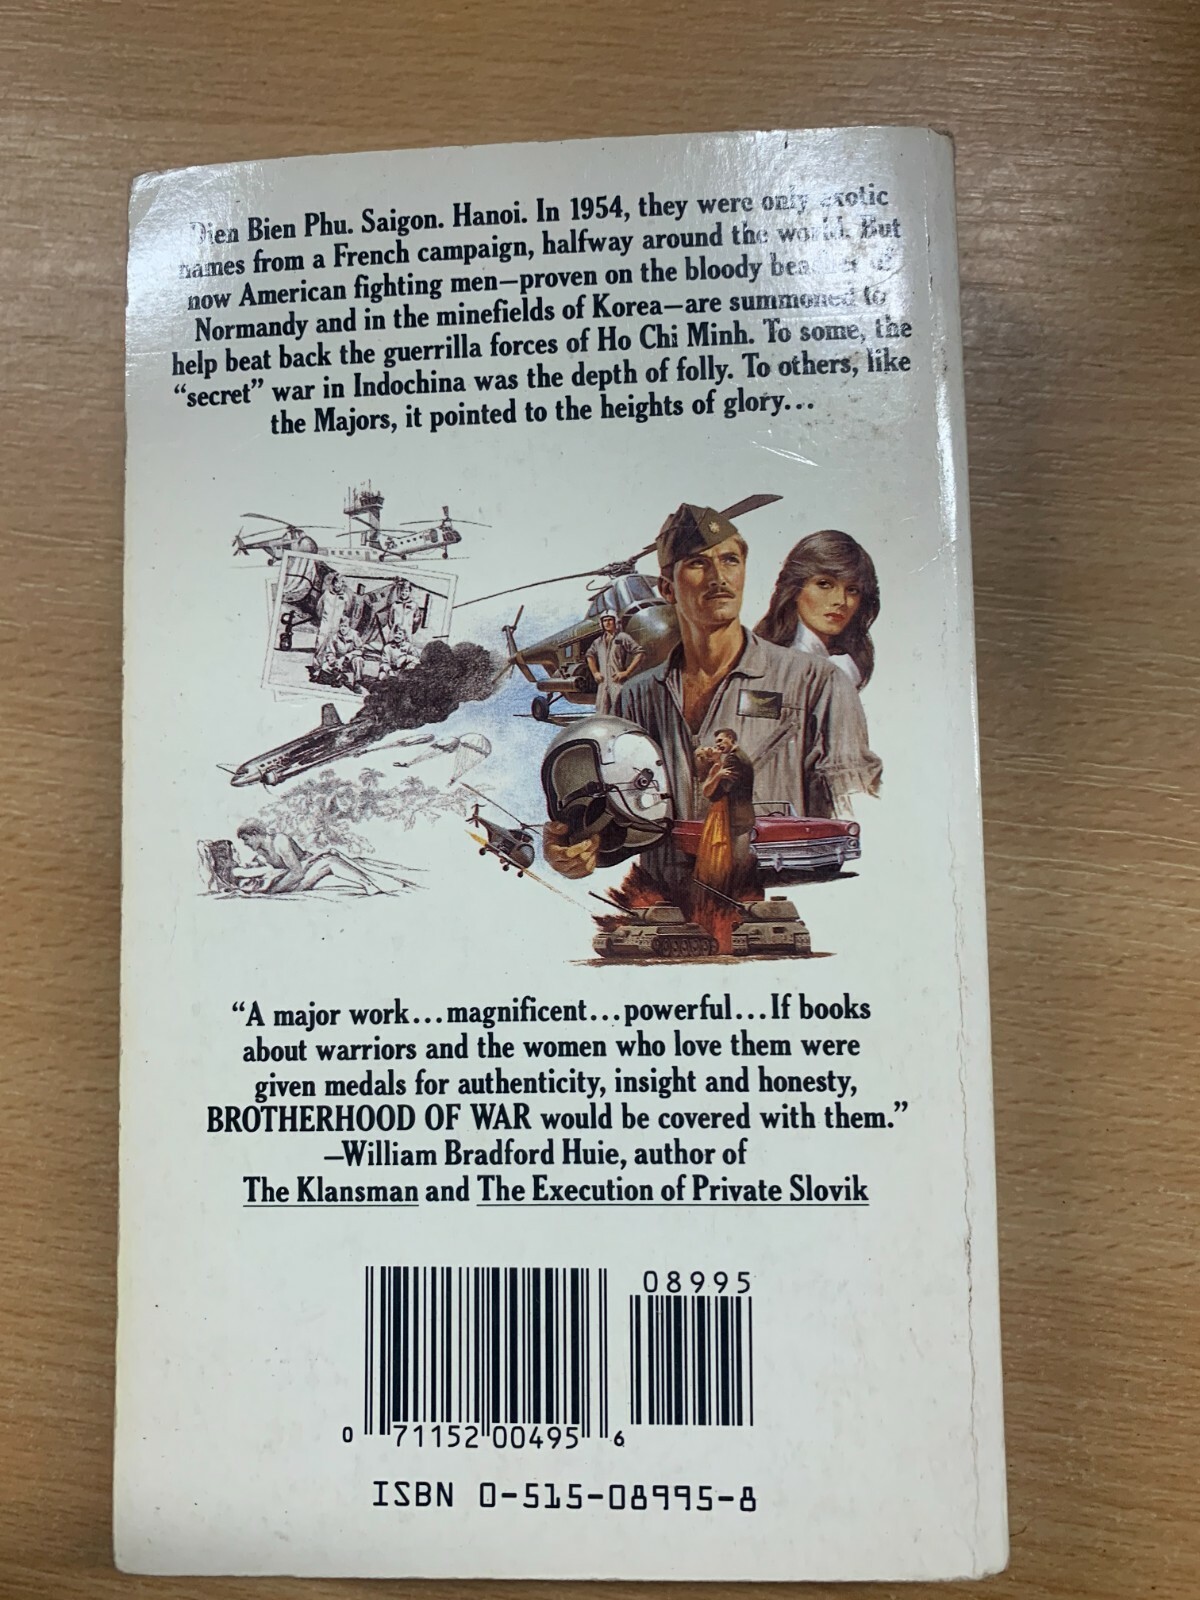 Dien Bien Phu. Saigon. Hanoi. In 1954, they were only exotic
names from a French campaign, halfway around the world. But
now American fighting men—proven on the bloody beaches of
Normandy and in the minefields of Korea—are summoned to
help beat back the guerrilla forces of Ho Chi Minh. To some, the
“secret” war in Indochina was the depth of folly. To others, like
the Majors, it pointed to the heights of glory...
“A major work...magnificent...powerful...If books
about warriors and the women who love them were
given medals for authenticity, insight and honesty,
BROTHERHOOD OF WAR would be covered with them.”
—William Bradford Huie, author of
The Klansman and The Execution of Private Slovik
08995
0 71152 00495 6
ISBN 0-515-08995-8